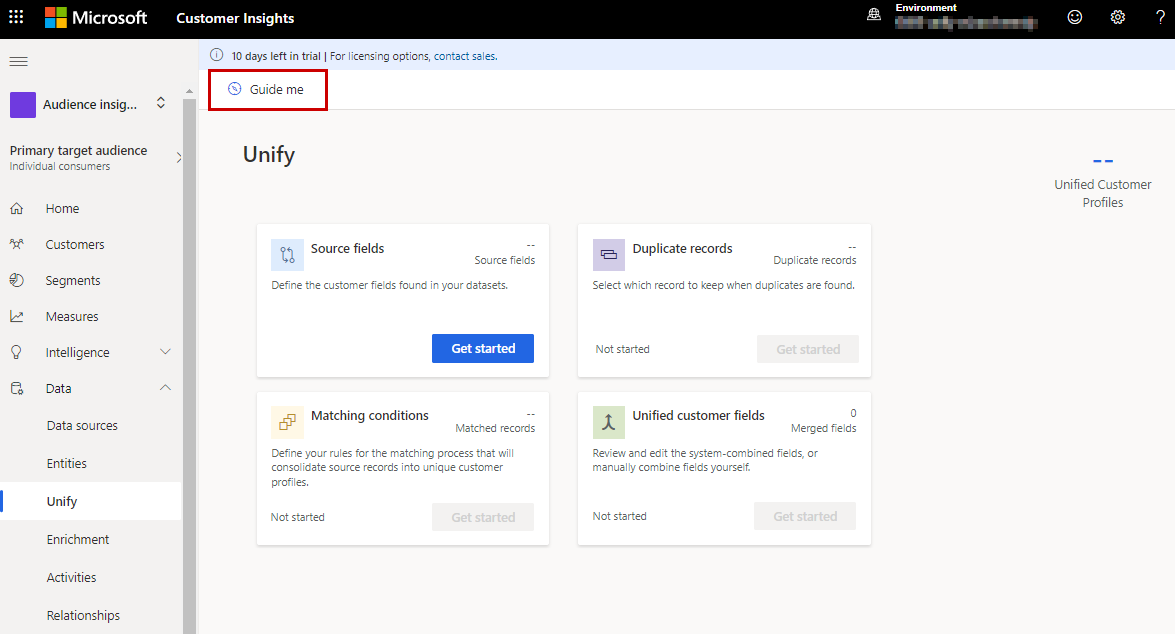 Microsoft
Customer Insights
Environment
?
10 days left in trial | For licensing options, contact sales.
Guide me
Audience insig...
Primary target audience
Individual consumers
Home
Customers
Segments
Measures
Intelligence
Data
Data sources
Entities
Unify
Enrichment
Activities
Relationships
Unify
--
Unified Customer
Profiles
Source fields
--
Source fields
Define the customer fields found in your datasets.
Get started
Duplicate records
--
Duplicate records
Select which record to keep when duplicates are found.
Not started
Get started
Matching conditions
--
Matched records
Define your rules for the matching process that will
consolidate source records into unique customer
profiles.
Not started
Get started
Unified customer fields
0
Merged fields
Review and edit the system-combined fields, or
manually combine fields yourself.
Not started
Get started